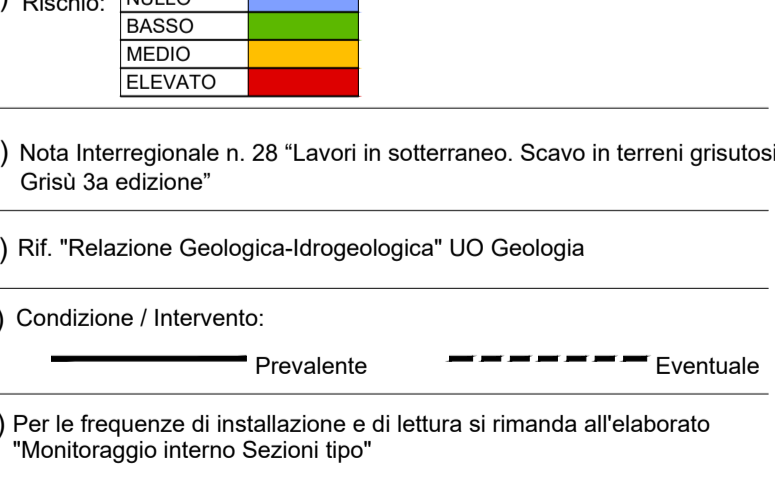 ) Rischio: NULLO
BASSO
MEDIO
ELEVATO
) Nota Interregionale n. 28 “Lavori in sotterraneo. Scavo in terreni grisutosi
Grisù 3a edizione”
) Rif. "Relazione Geologica-Idrogeologica" UO Geologia
) Condizione / Intervento:
Prevalente Eventuale
) Per le frequenze di installazione e di lettura si rimanda all'elaborato
"Monitoraggio interno Sezioni tipo"